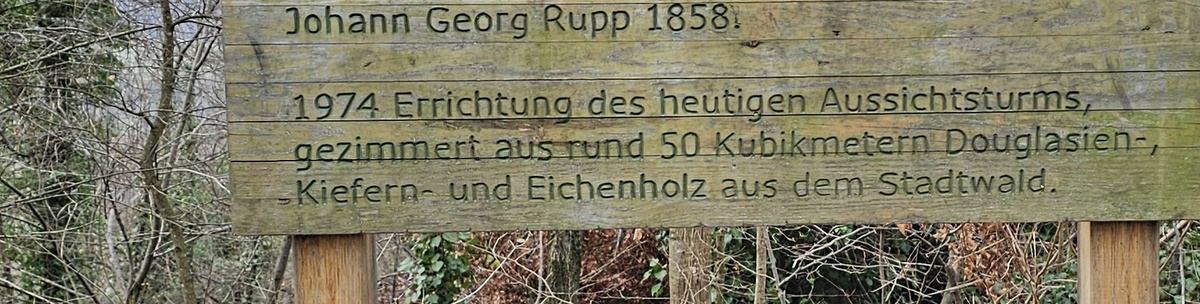 Johann Georg Rupp 1858.
1974 Errichtung des heutigen Aussichtsturms,
gezimmert aus rund 50 Kubikmetern Douglasien-,
Kiefern- und Eichenholz aus dem Stadtwald.